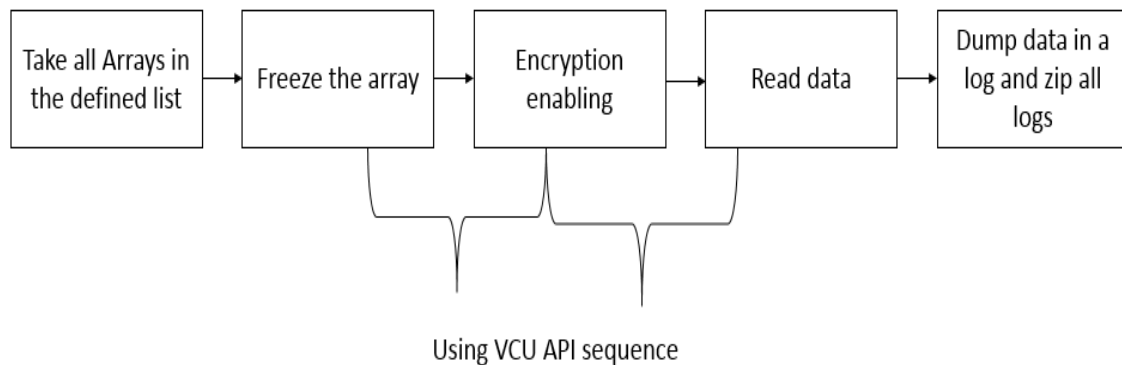 Take all Arrays in
the defined list
Freeze the array
Encryption
enabling
Read data
Dump data in a
log and zip all
logs
Using VCU API sequence